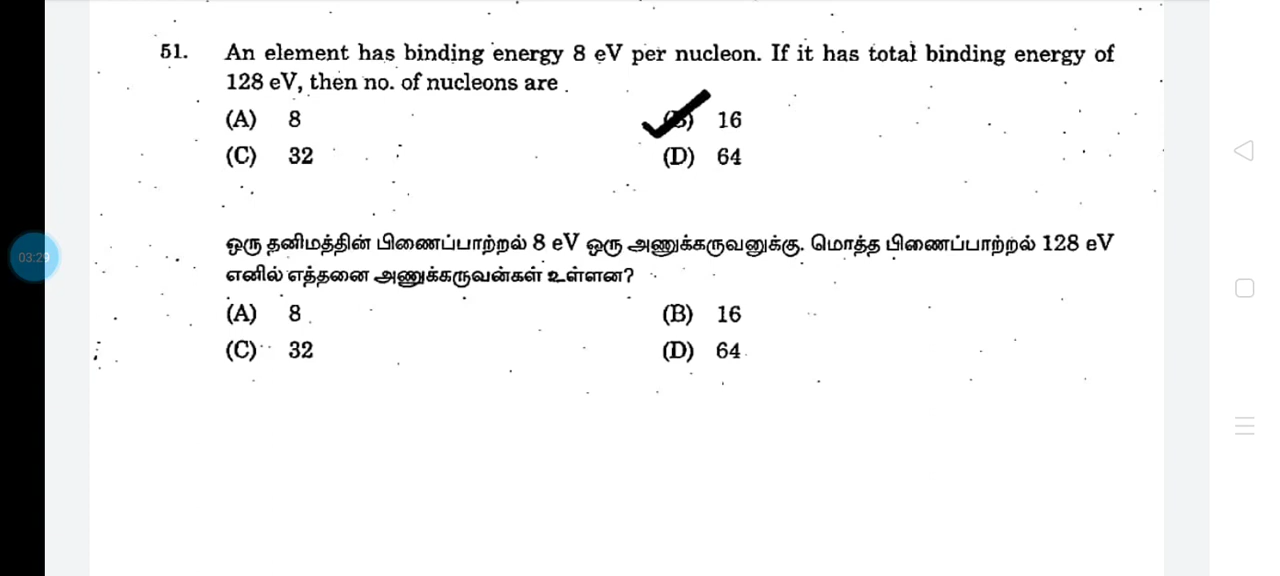 51. An element has binding energy 8 eV per nucleon. If it has total binding energy of
128 eV, then no. of nucleons are .
(A) 8 (B) 16
(C) 32 (D) 64
ஒரு தனிமத்தின் பிணைப்பாற்றல் 8 eV ஒரு அணுக்கருவனுக்கு. மொத்த பிணைப்பாற்றல் 128 eV
எனில் எத்தனை அணுக்கருவன்கள் உள்ளன?
(A) 8 (B) 16
(C) 32 (D) 64
03:29